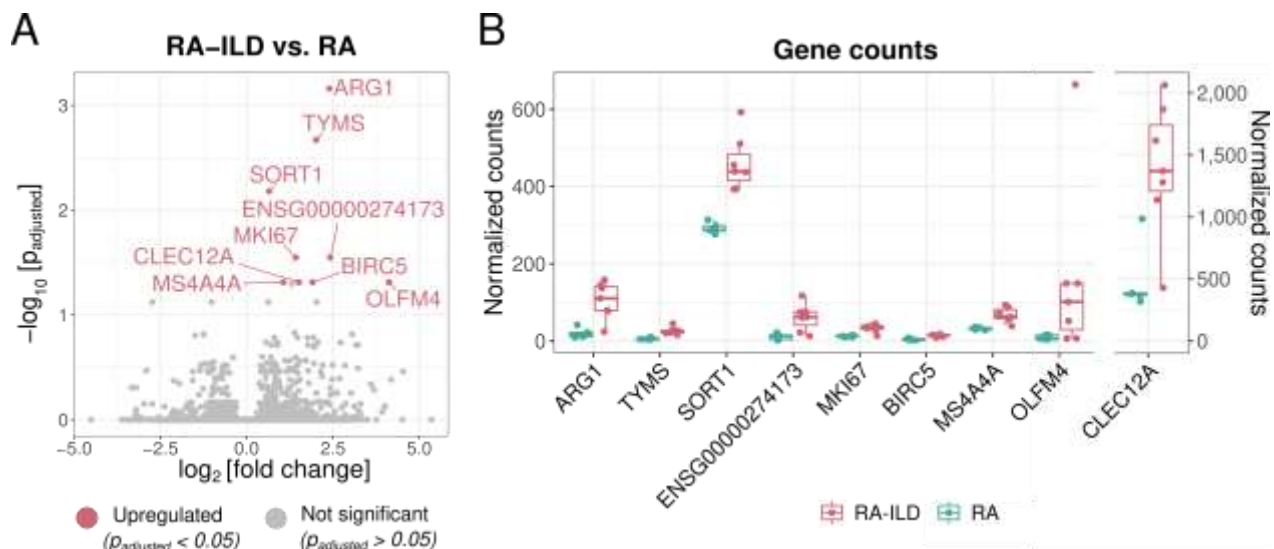 A
RA-ILD vs. RA
-log10 [padjusted]
3
2
1
0
ARG1
TYMS
SORT1
ENSG00000274173
MKI67
CLEC12A
BIRC5
MS4A4A
OLFM4
-5.0
-2.5
0.0
2.5
5.0
log2 [fold change]
Upregulated
(padjusted < 0.05)
Not significant
(padjusted > 0.05)
B
Gene counts
Normalized counts
600
400
200
0
2,000
1,500
1,000
500
0
Normalized counts
ARG1
TYMS
SORT1
ENSG00000274173
MKI67
BIRC5
MS4A4A
OLFM4
CLEC12A
RA-ILD
RA